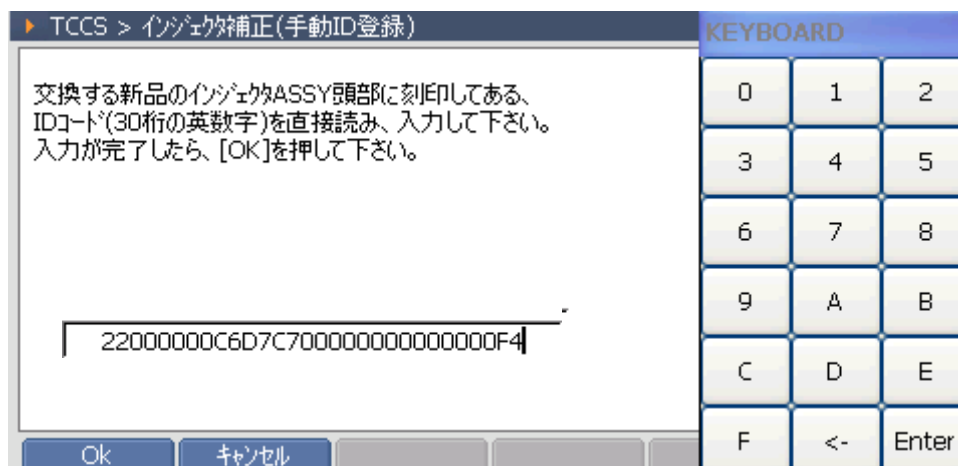 TCCS > インジェクタ補正(手動ID登録)
KEYBOARD
交換する新品のインジェクタASSY頭部に刻印してある、
IDコード(30桁の英数字)を直接読み、入力して下さい。
入力が完了したら、[OK]を押して下さい。
22000000C6D7C700000000000000F4
0 1 2
3 4 5
6 7 8
9 A B
C D E
F <- Enter
Ok キャンセル